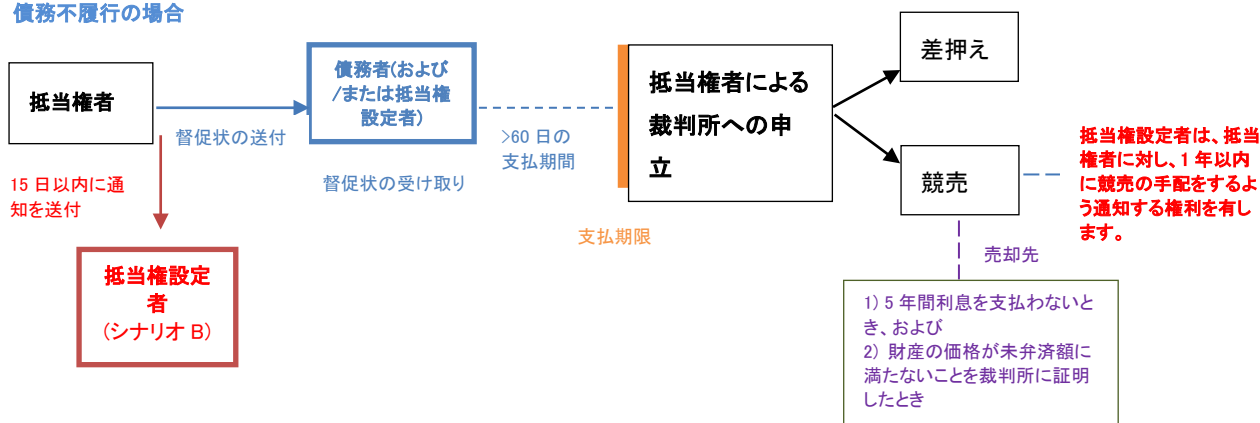 債務不履行の場合
抵当権者
督促状の送付
15 日以内に通
知を送付
抵当権設定
者
(シナリオ B)
債務者(および
/または抵当権
設定者)
督促状の受け取り
>60 日の
支払期間
支払期限
抵当権者による
裁判所への申
立
差押え
競売
抵当権設定者は、抵当
権者に対し、1 年以内
に競売の手配をするよ
う通知する権利を有し
ます。
売却先
1) 5 年間利息を支払わないと
き、および
2) 財産の価格が未弁済額に
満たないことを裁判所に証明
したとき